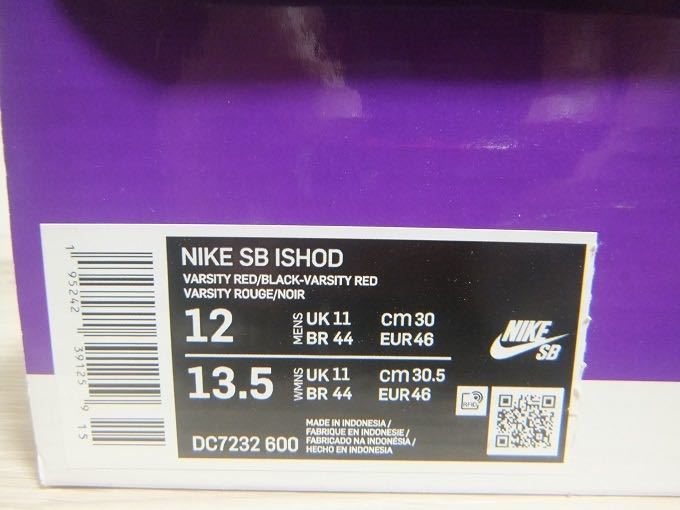 NIKE SB ISHOD
VARSITY RED/BLACK-VARSITY RED
VARSITY ROUGE/NOIR
12 MENS UK 11 cm 30
BR 44 EUR 46
13.5 WMNS UK 11 cm 30.5
BR 44 EUR 46
DC7232 600
MADE IN INDONESIA/
FABRIQUE EN INDONESIE/
FABRICADO NA INDONÉSIA/
HECHO EN INDONESIA
NIKE
SB
RFID
1 95242 39125 9 15